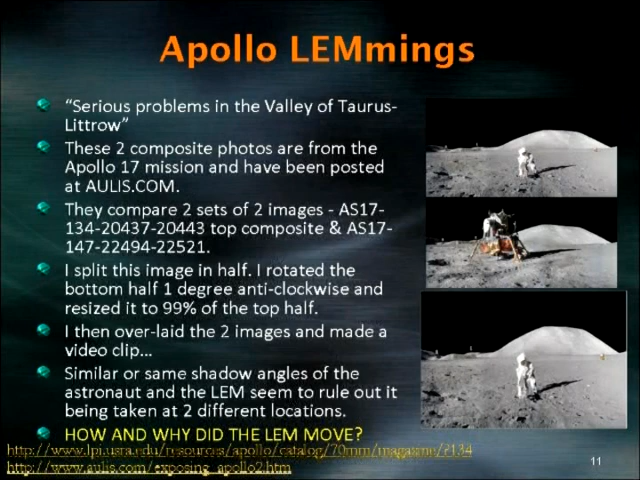 Apollo LEMmings
“Serious problems in the Valley of Taurus-
Littrow”
These 2 composite photos are from the
Apollo 17 mission and have been posted
at AULIS.COM.
They compare 2 sets of 2 images - AS17-
134-20437-20443 top composite & AS17-
147-22494-22521.
I split this image in half. I rotated the
bottom half 1 degree anti-clockwise and
resized it to 99% of the top half.
I then over-laid the 2 images and made a
video clip...
Similar or same shadow angles of the
astronaut and the LEM seem to rule out it
being taken at 2 different locations.
HOW AND WHY DID THE LEM MOVE?
http://www.lpi.usra.edu/resources/apollo/catalog/70mm/magazine/?134
http://www.aulis.com/exposing_apollo2.htm
11